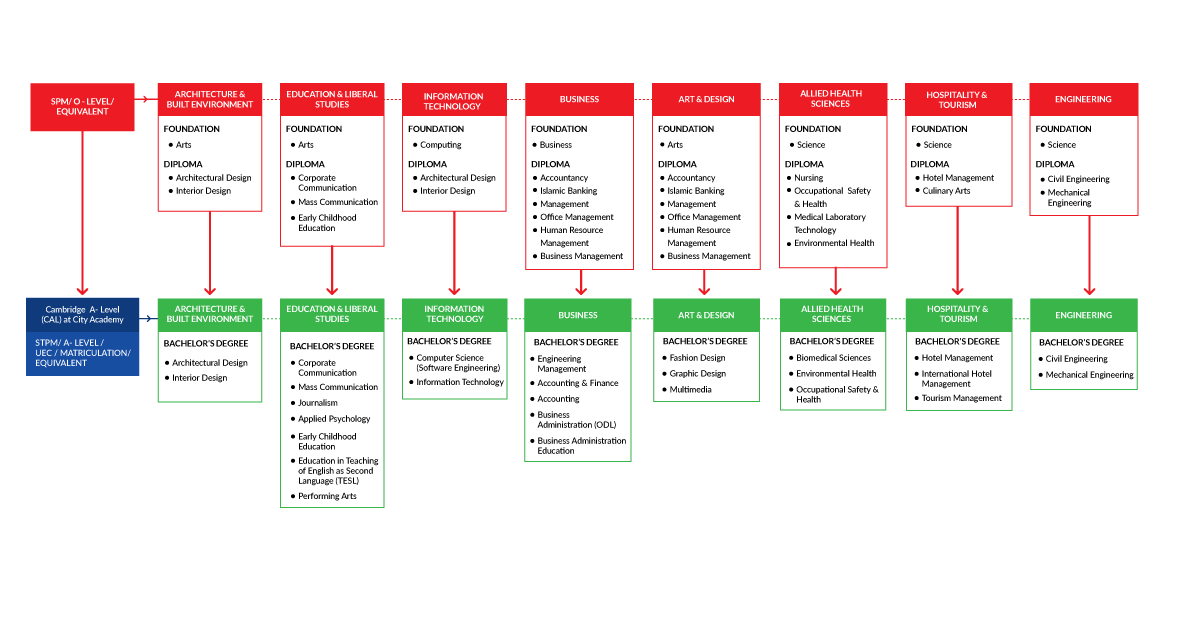 SPM/ O - LEVEL/
EQUIVALENT
ARCHITECTURE &
BUILT ENVIRONMENT
FOUNDATION
• Arts
DIPLOMA
• Architectural Design
• Interior Design
EDUCATION & LIBERAL
STUDIES
FOUNDATION
• Arts
DIPLOMA
• Corporate
Communication
• Mass Communication
• Early Childhood
Education
INFORMATION
TECHNOLOGY
FOUNDATION
• Computing
DIPLOMA
• Architectural Design
• Interior Design
BUSINESS
FOUNDATION
• Business
DIPLOMA
• Accountancy
• Islamic Banking
• Management
• Office Management
• Human Resource
Management
• Business Management
ART & DESIGN
FOUNDATION
• Arts
DIPLOMA
• Accountancy
• Islamic Banking
• Management
• Office Management
• Human Resource
Management
• Business Management
ALLIED HEALTH
SCIENCES
FOUNDATION
• Science
DIPLOMA
• Nursing
• Occupational Safety
& Health
• Medical Laboratory
Technology
• Environmental Health
HOSPITALITY &
TOURISM
FOUNDATION
• Science
DIPLOMA
• Hotel Management
• Culinary Arts
ENGINEERING
FOUNDATION
• Science
DIPLOMA
• Civil Engineering
• Mechanical
Engineering
Cambridge A- Level
(CAL) at City Academy
STPM/ A- LEVEL /
UEC / MATRICULATION/
EQUIVALENT
ARCHITECTURE &
BUILT ENVIRONMENT
BACHELOR'S DEGREE
• Architectural Design
• Interior Design
EDUCATION & LIBERAL
STUDIES
BACHELOR'S DEGREE
• Corporate
Communication
• Mass Communication
• Journalism
• Applied Psychology
• Early Childhood
Education
• Education in Teaching
of English as Second
Language (TESL)
• Performing Arts
INFORMATION
TECHNOLOGY
BACHELOR'S DEGREE
• Computer Science
(Software Engineering)
• Information Technology
BUSINESS
BACHELOR'S DEGREE
• Engineering
Management
• Accounting & Finance
• Accounting
• Business
Administration (ODL)
• Business Administration
Education
ART & DESIGN
BACHELOR'S DEGREE
• Fashion Design
• Graphic Design
• Multimedia
ALLIED HEALTH
SCIENCES
BACHELOR'S DEGREE
• Biomedical Sciences
• Environmental Health
• Occupational Safety &
Health
HOSPITALITY &
TOURISM
BACHELOR'S DEGREE
• Hotel Management
• International Hotel
Management
• Tourism Management
ENGINEERING
BACHELOR'S DEGREE
• Civil Engineering
• Mechanical Engineering